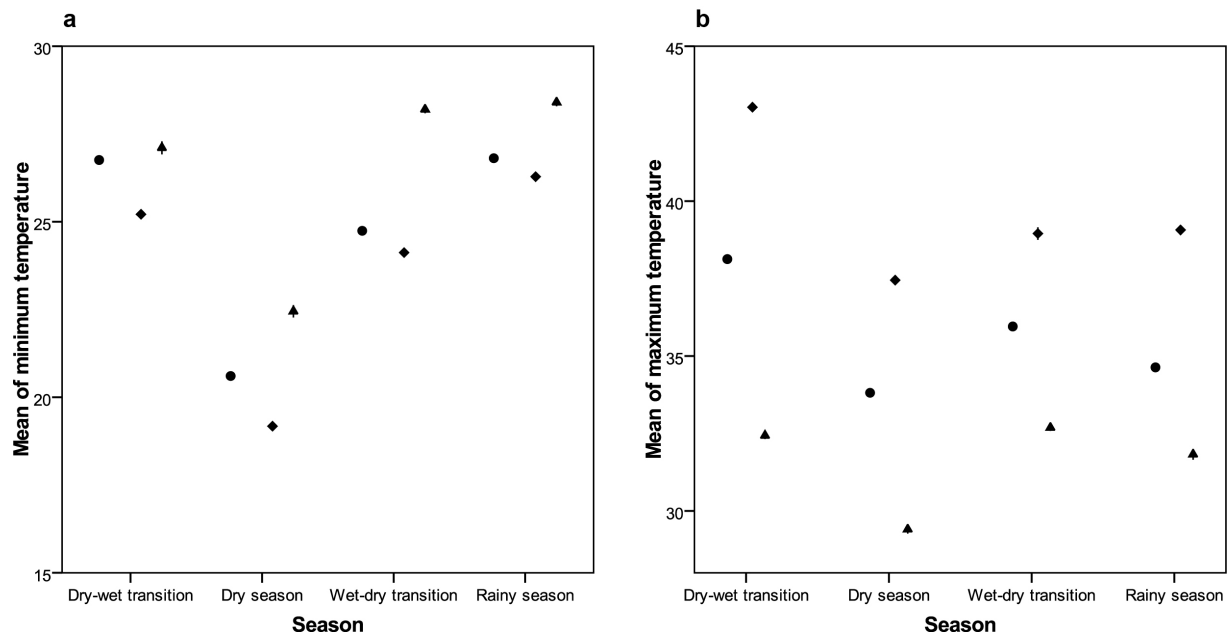 a
30
25
20
15
Mean of minimum temperature
Dry-wet transition Dry season Wet-dry transition Rainy season
Season
b
45
40
35
30
Mean of maximum temperature
Dry-wet transition Dry season Wet-dry transition Rainy season
Season